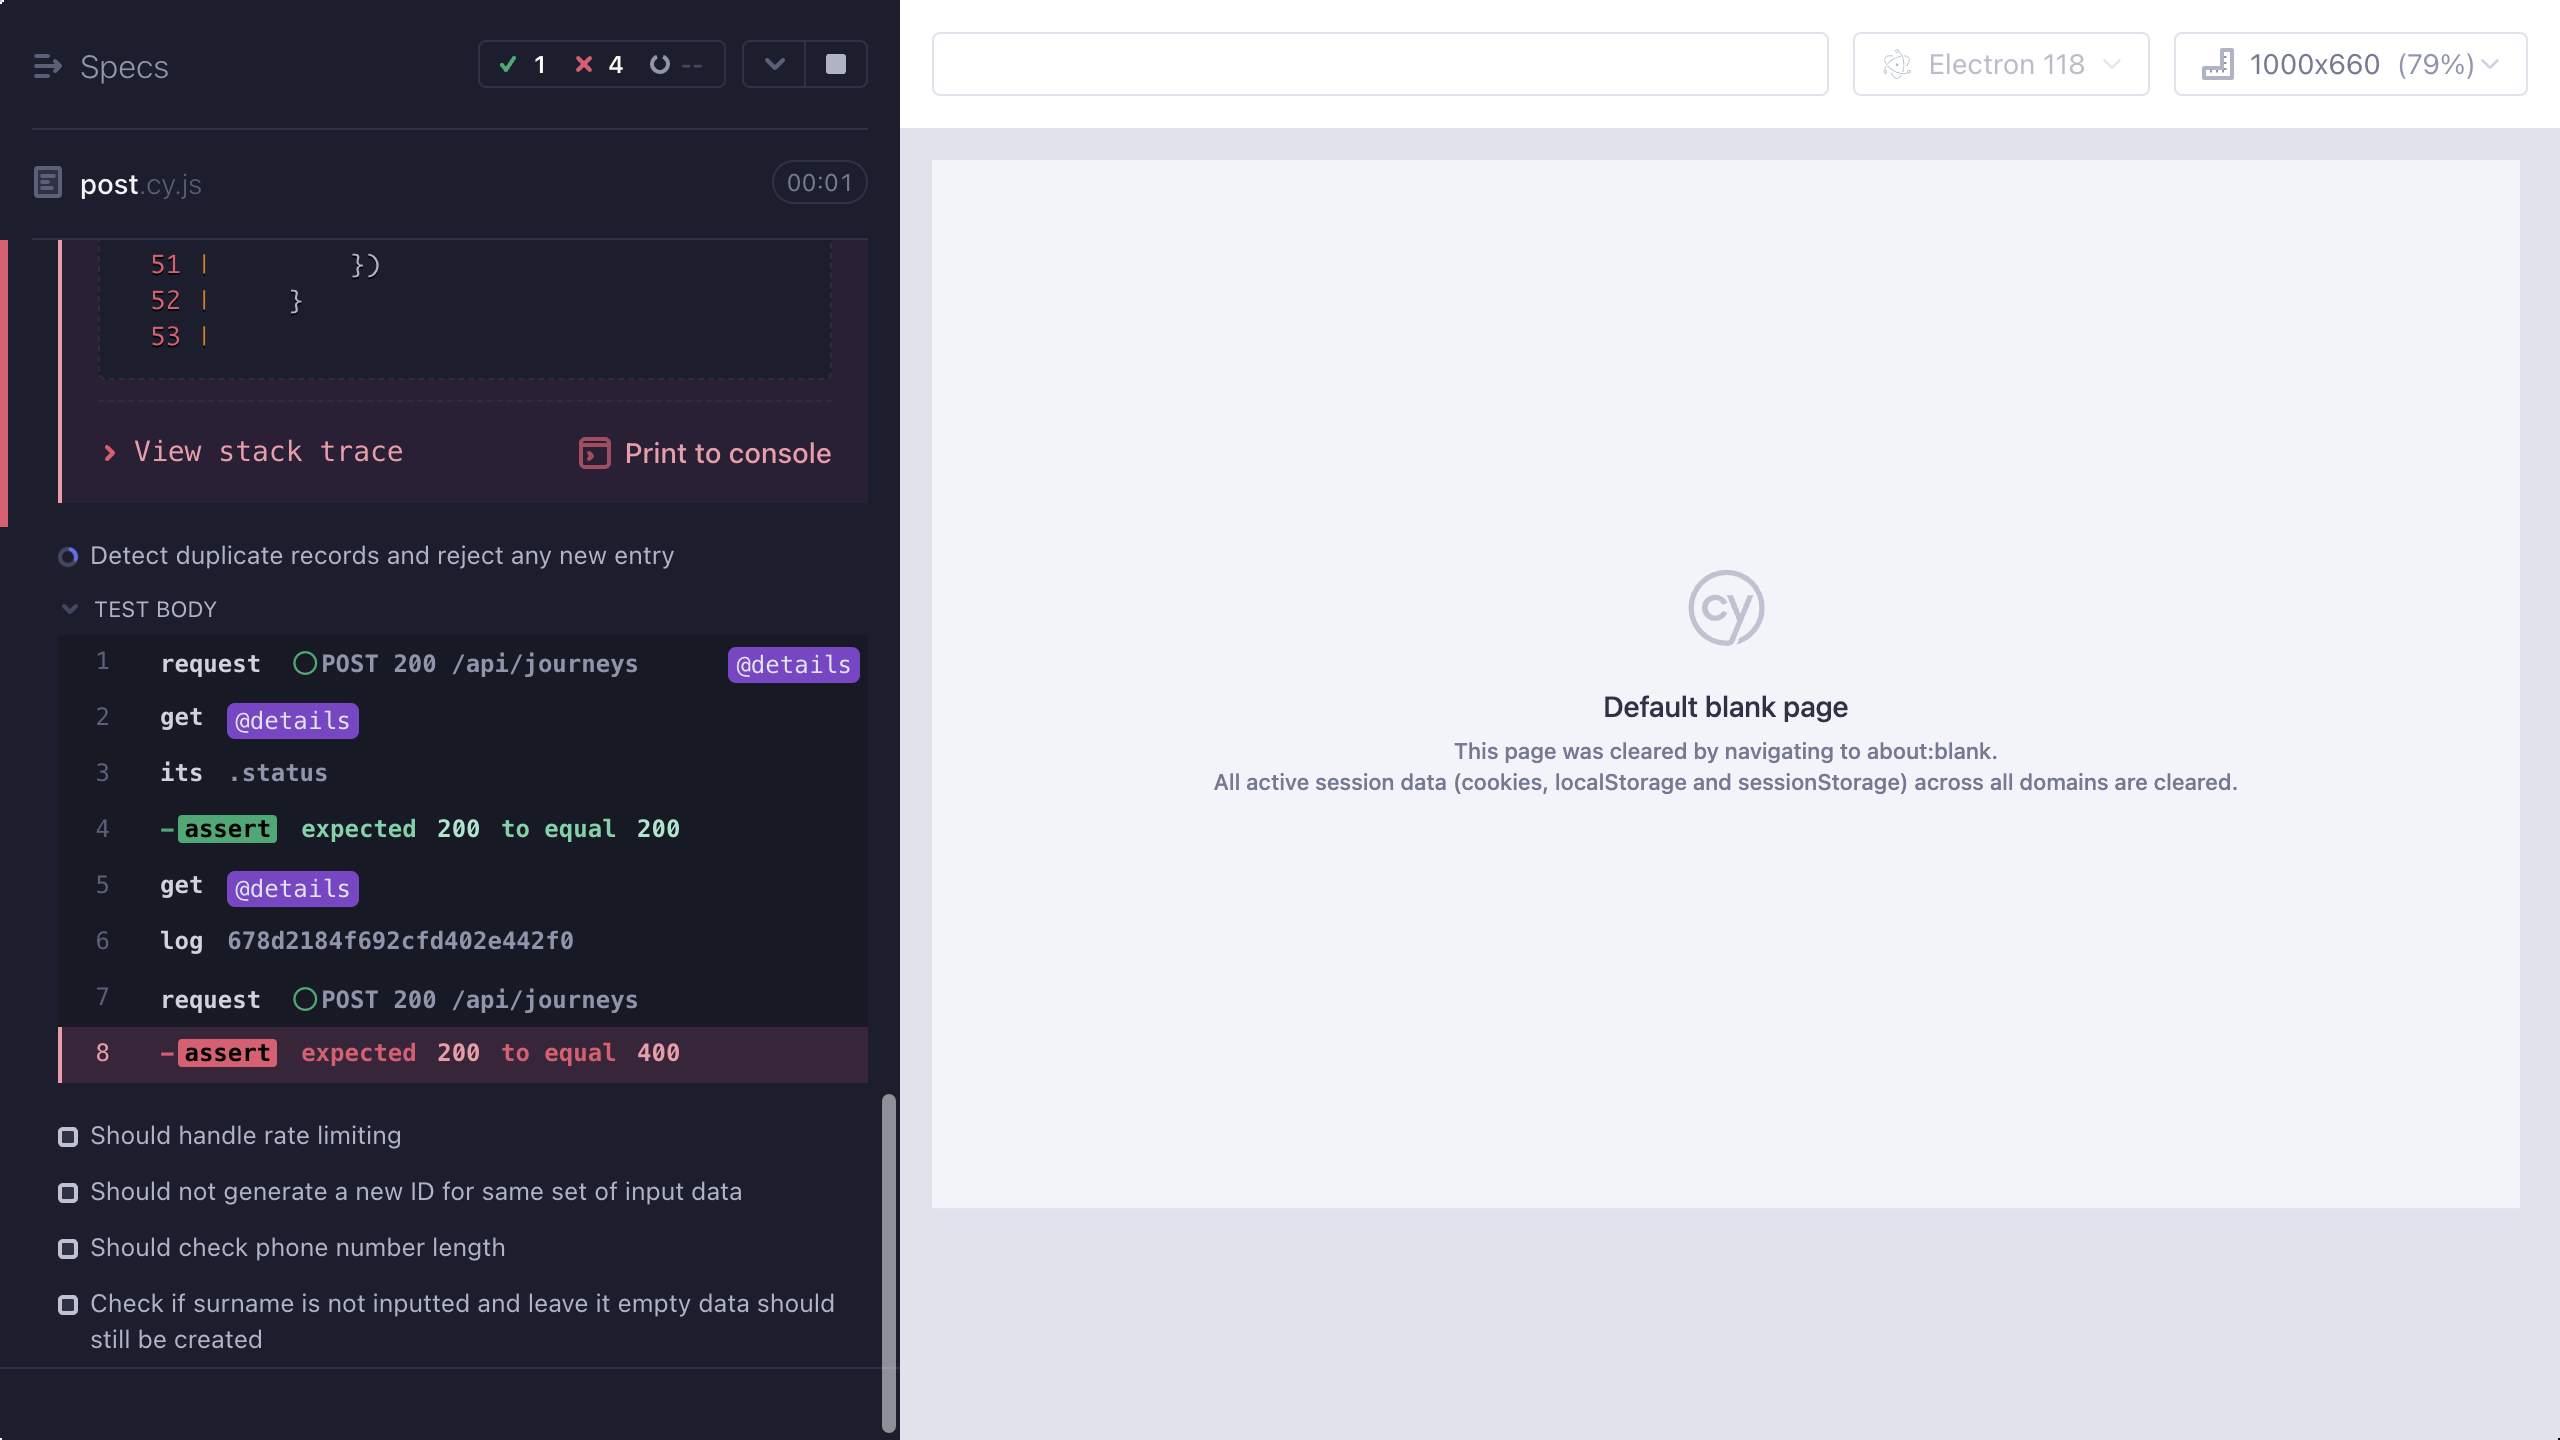 Specs
1 4 --
post.cy.js
00:01
51 | })
52 | }
53 |
View stack trace
Print to console
Detect duplicate records and reject any new entry
TEST BODY
1 request POST 200 /api/journeys @details
2 get @details
3 its .status
4 -assert expected 200 to equal 200
5 get @details
6 log 678d2184f692cfd402e442f0
7 request POST 200 /api/journeys
8 -assert expected 200 to equal 400
Should handle rate limiting
Should not generate a new ID for same set of input data
Should check phone number length
Check if surname is not inputted and leave it empty data should
still be created
Electron 118
1000x660 (79%)
cy
Default blank page
This page was cleared by navigating to about:blank.
All active session data (cookies, localStorage and sessionStorage) across all domains are cleared.